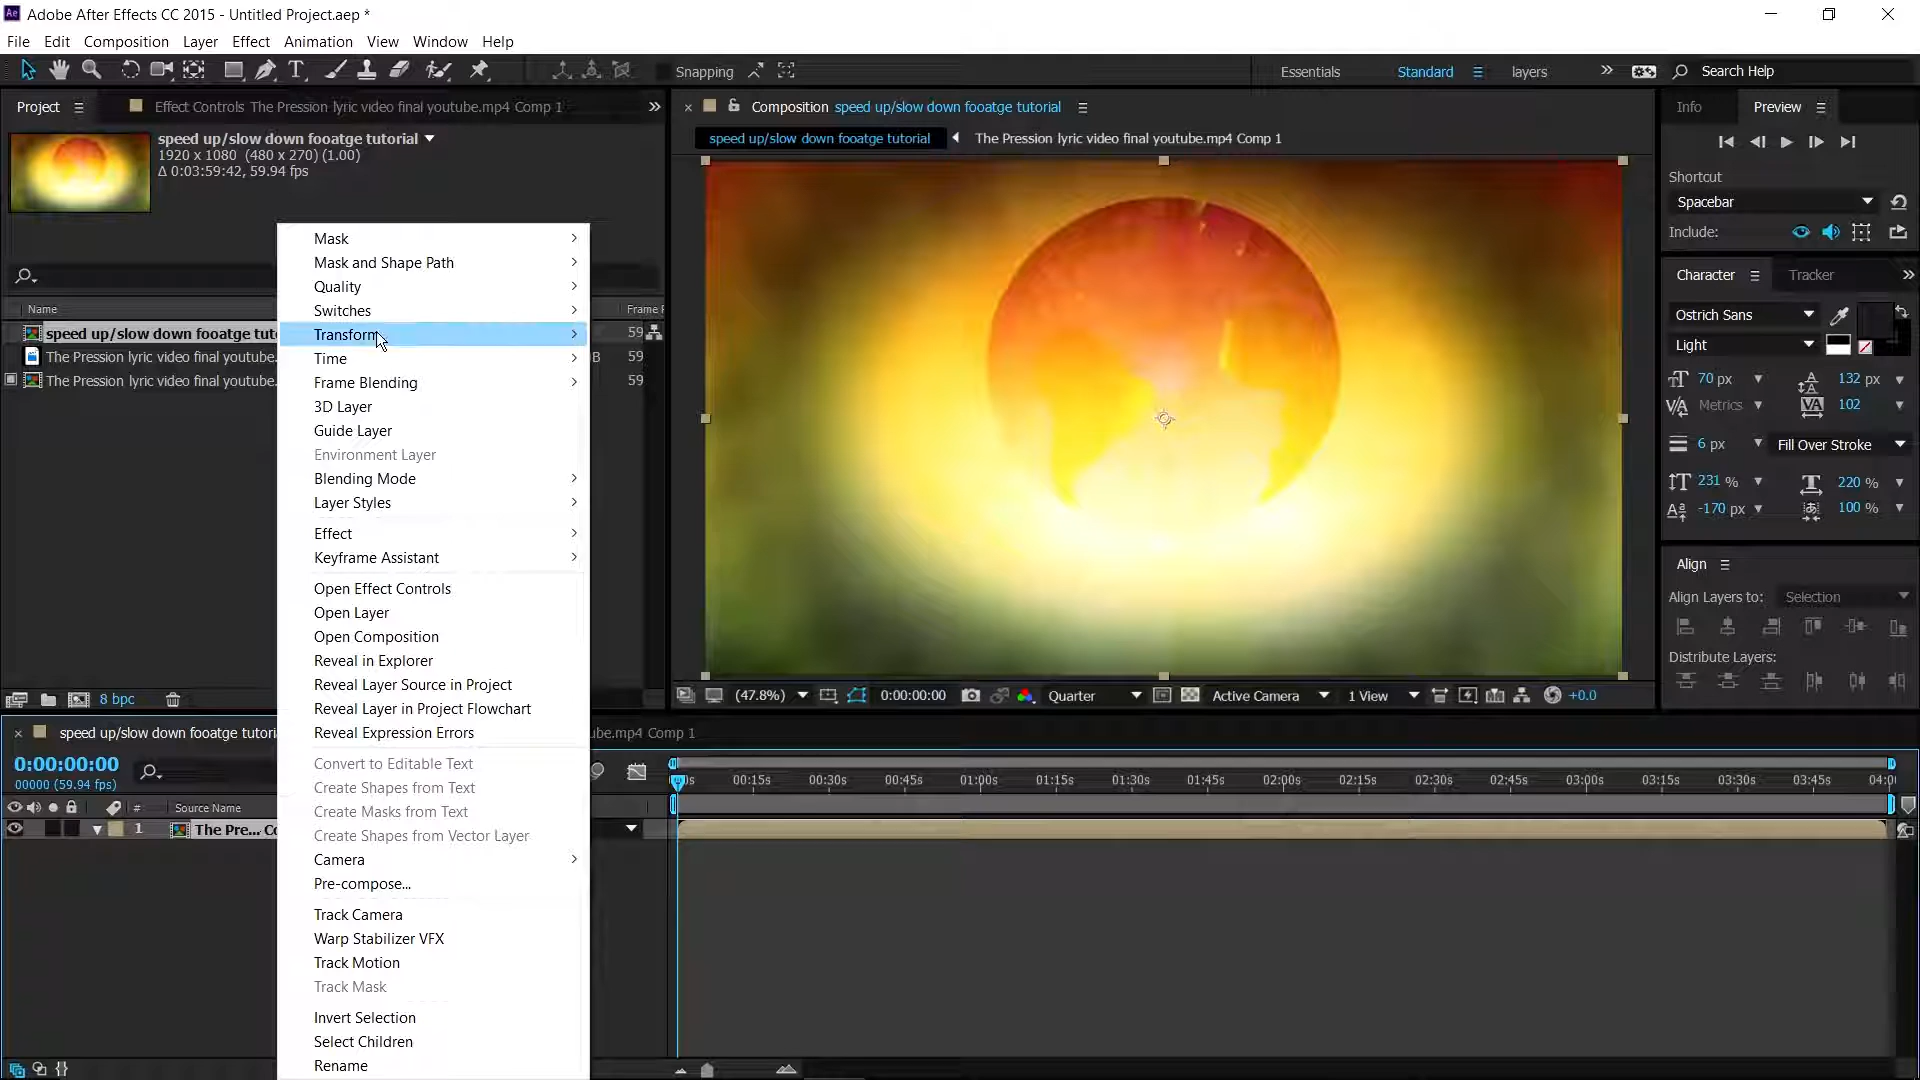 Adobe After Effects CC 2015 - Untitled Project.aep *
File Edit Composition Layer Effect Animation View Window Help
Snapping
Essentials Standard layers Search Help
Project Effect Controls The Pression lyric video final youtube.mp4 Comp 1
speed up/slow down fooatge tutorial
1920 x 1080 (480 x 270) (1.00)
Δ 0:03:59:42, 59.94 fps
Name Frame R
speed up/slow down fooatge tuto 59
The Pression lyric video final youtube. B 59
The Pression lyric video final youtube. 59
8 bpc
Mask
Mask and Shape Path
Quality
Switches
Transform
Time
Frame Blending
3D Layer
Guide Layer
Environment Layer
Blending Mode
Layer Styles
Effect
Keyframe Assistant
Open Effect Controls
Open Layer
Open Composition
Reveal in Explorer
Reveal Layer Source in Project
Reveal Layer in Project Flowchart
Reveal Expression Errors
Convert to Editable Text
Create Shapes from Text
Create Masks from Text
Create Shapes from Vector Layer
Camera
Pre-compose...
Track Camera
Warp Stabilizer VFX
Track Motion
Track Mask
Invert Selection
Select Children
Rename
Composition speed up/slow down fooatge tutorial
speed up/slow down fooatge tutorial The Pression lyric video final youtube.mp4 Comp 1
(47.8%) 0:00:00:00 Quarter Active Camera 1 View +0.0
Info Preview
Shortcut
Spacebar
Include:
Character Tracker
Ostrich Sans
Light
70 px 132 px
Metrics 102
6 px Fill Over Stroke
231 % 220 %
-170 px 100 %
Align
Align Layers to: Selection
Distribute Layers:
speed up/slow down fooatge tutoria ube.mp4 Comp 1
0:00:00:00
00000 (59.94 fps)
# Source Name
1 The Pre... Co
0s 00:15s 00:30s 00:45s 01:00s 01:15s 01:30s 01:45s 02:00s 02:15s 02:30s 02:45s 03:00s 03:15s 03:30s 03:45s 04:0